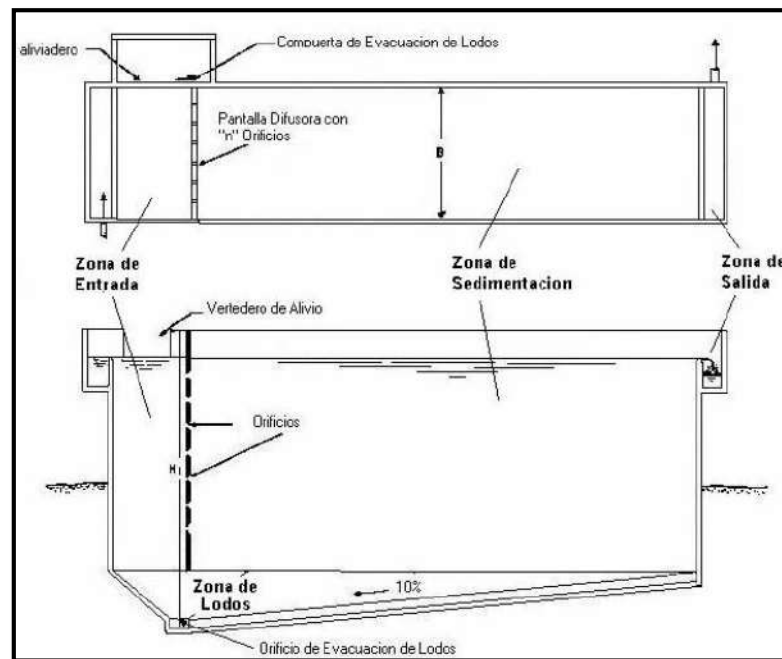 Compuerta de Evacuacion de Lodos
aliviadero
Pantalla Difusora con
"n" Orificios
B
Zona de
Entrada
Zona de
Sedimentacion
Zona de
Salida
Vertedero de Alivio
Orificios
H1
Zona de
Lodos
10%
Orificio de Evacuacion de Lodos